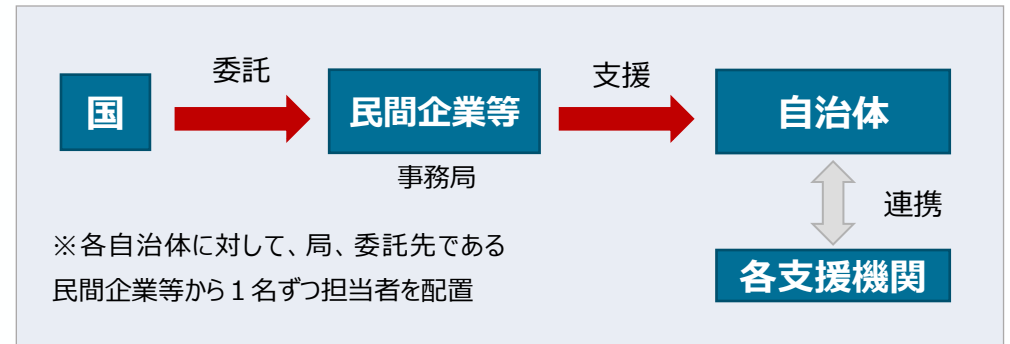 委託
支援
国
民間企業等
自治体
事務局
連携
※各自治体に対して、局、委託先である
民間企業等から１名ずつ担当者を配置
各支援機関